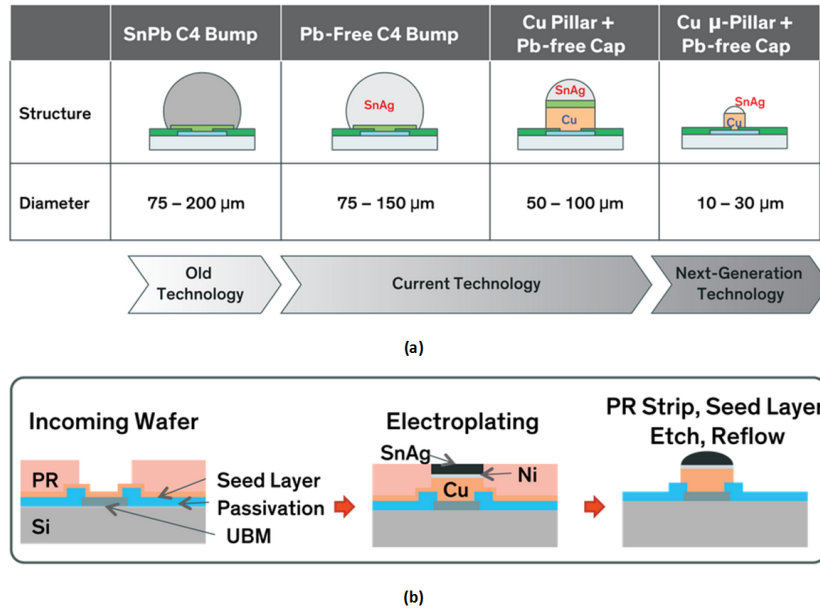 SnPb C4 Bump
Pb-Free C4 Bump
Cu Pillar +
Pb-free Cap
Cu µ-Pillar +
Pb-free Cap
Structure
SnAg
SnAg
Cu
SnAg
Cu
Diameter
75 – 200 µm
75 – 150 µm
50 – 100 µm
10 – 30 µm
Old
Technology
Current Technology
Next-Generation
Technology
(a)
Incoming Wafer
PR
Si
Seed Layer
Passivation
UBM
Electroplating
SnAg
Cu
Ni
PR Strip, Seed Layer
Etch, Reflow
(b)